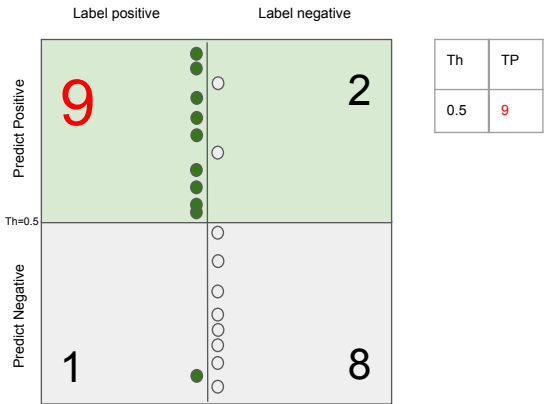 Label positive Label negative
Predict Positive
9 2
Th TP
0.5 9
Th=0.5
Predict Negative
1 8